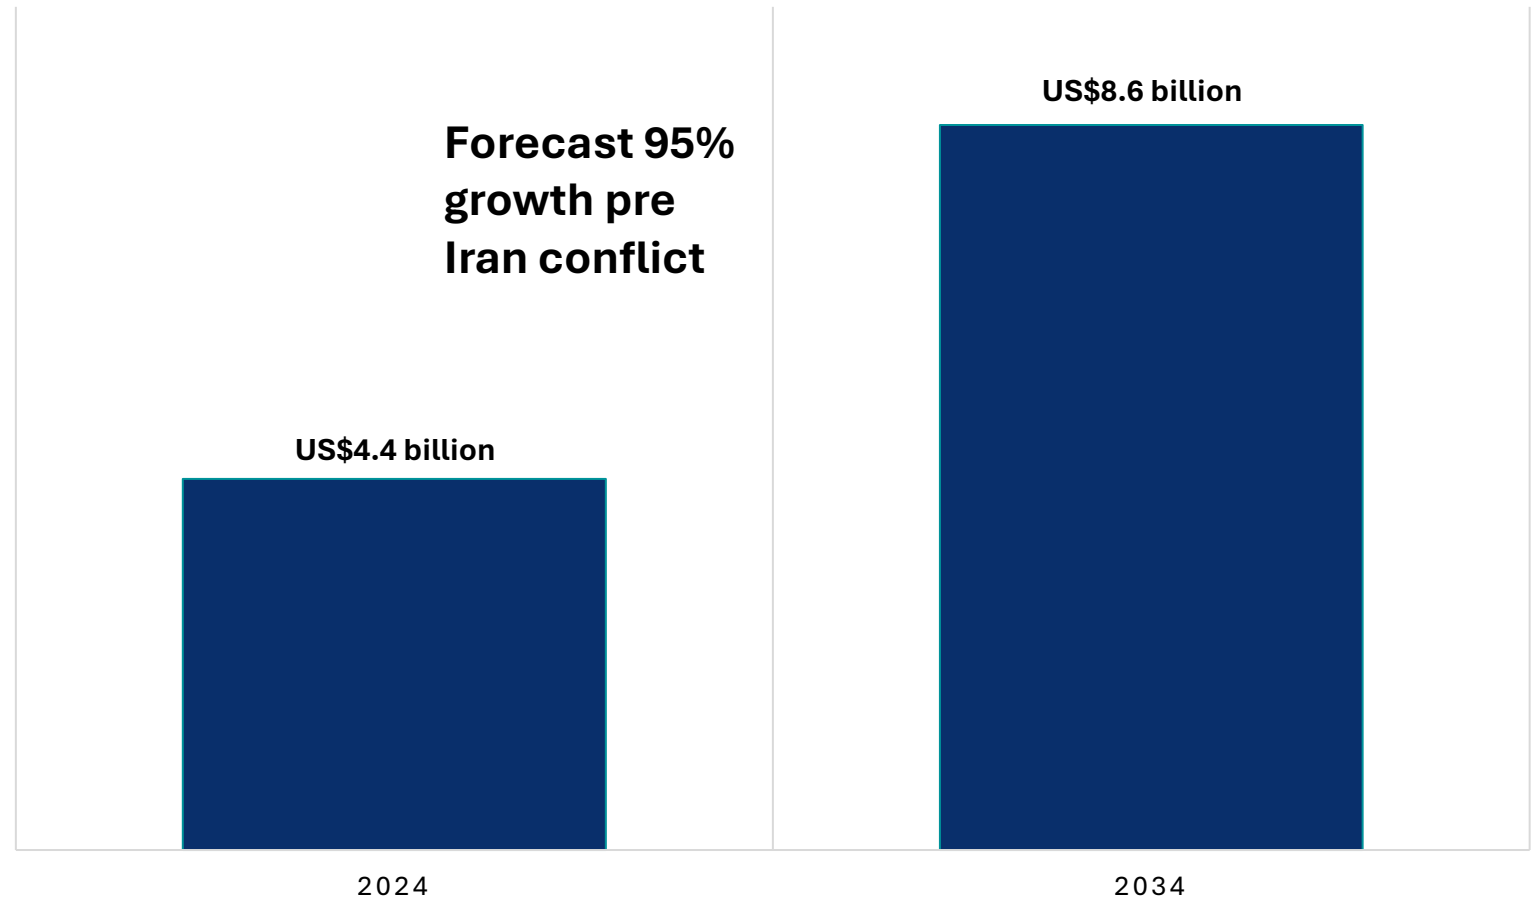 US$8.6 billion
Forecast 95%
growth pre
Iran conflict
US$4.4 billion
2024
2034